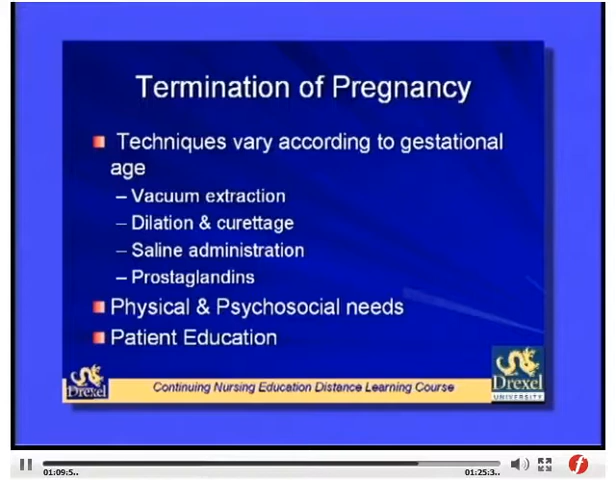 Termination of Pregnancy
Techniques vary according to gestational
age
– Vacuum extraction
– Dilation & curettage
– Saline administration
– Prostaglandins
Physical & Psychosocial needs
Patient Education
Drexel
Continuing Nursing Education Distance Learning Course
Drexel
UNIVERSITY
01:09:5..
01:25:3..